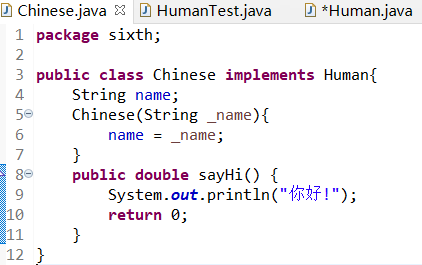 Chinese.java HumanTest.java *Human.java
1 package sixth;
2
3 public class Chinese implements Human{
4 String name;
5 Chinese(String _name){
6 name = _name;
7 }
8 public double sayHi() {
9 System.out.println("你好!");
10 return 0;
11 }
12 }